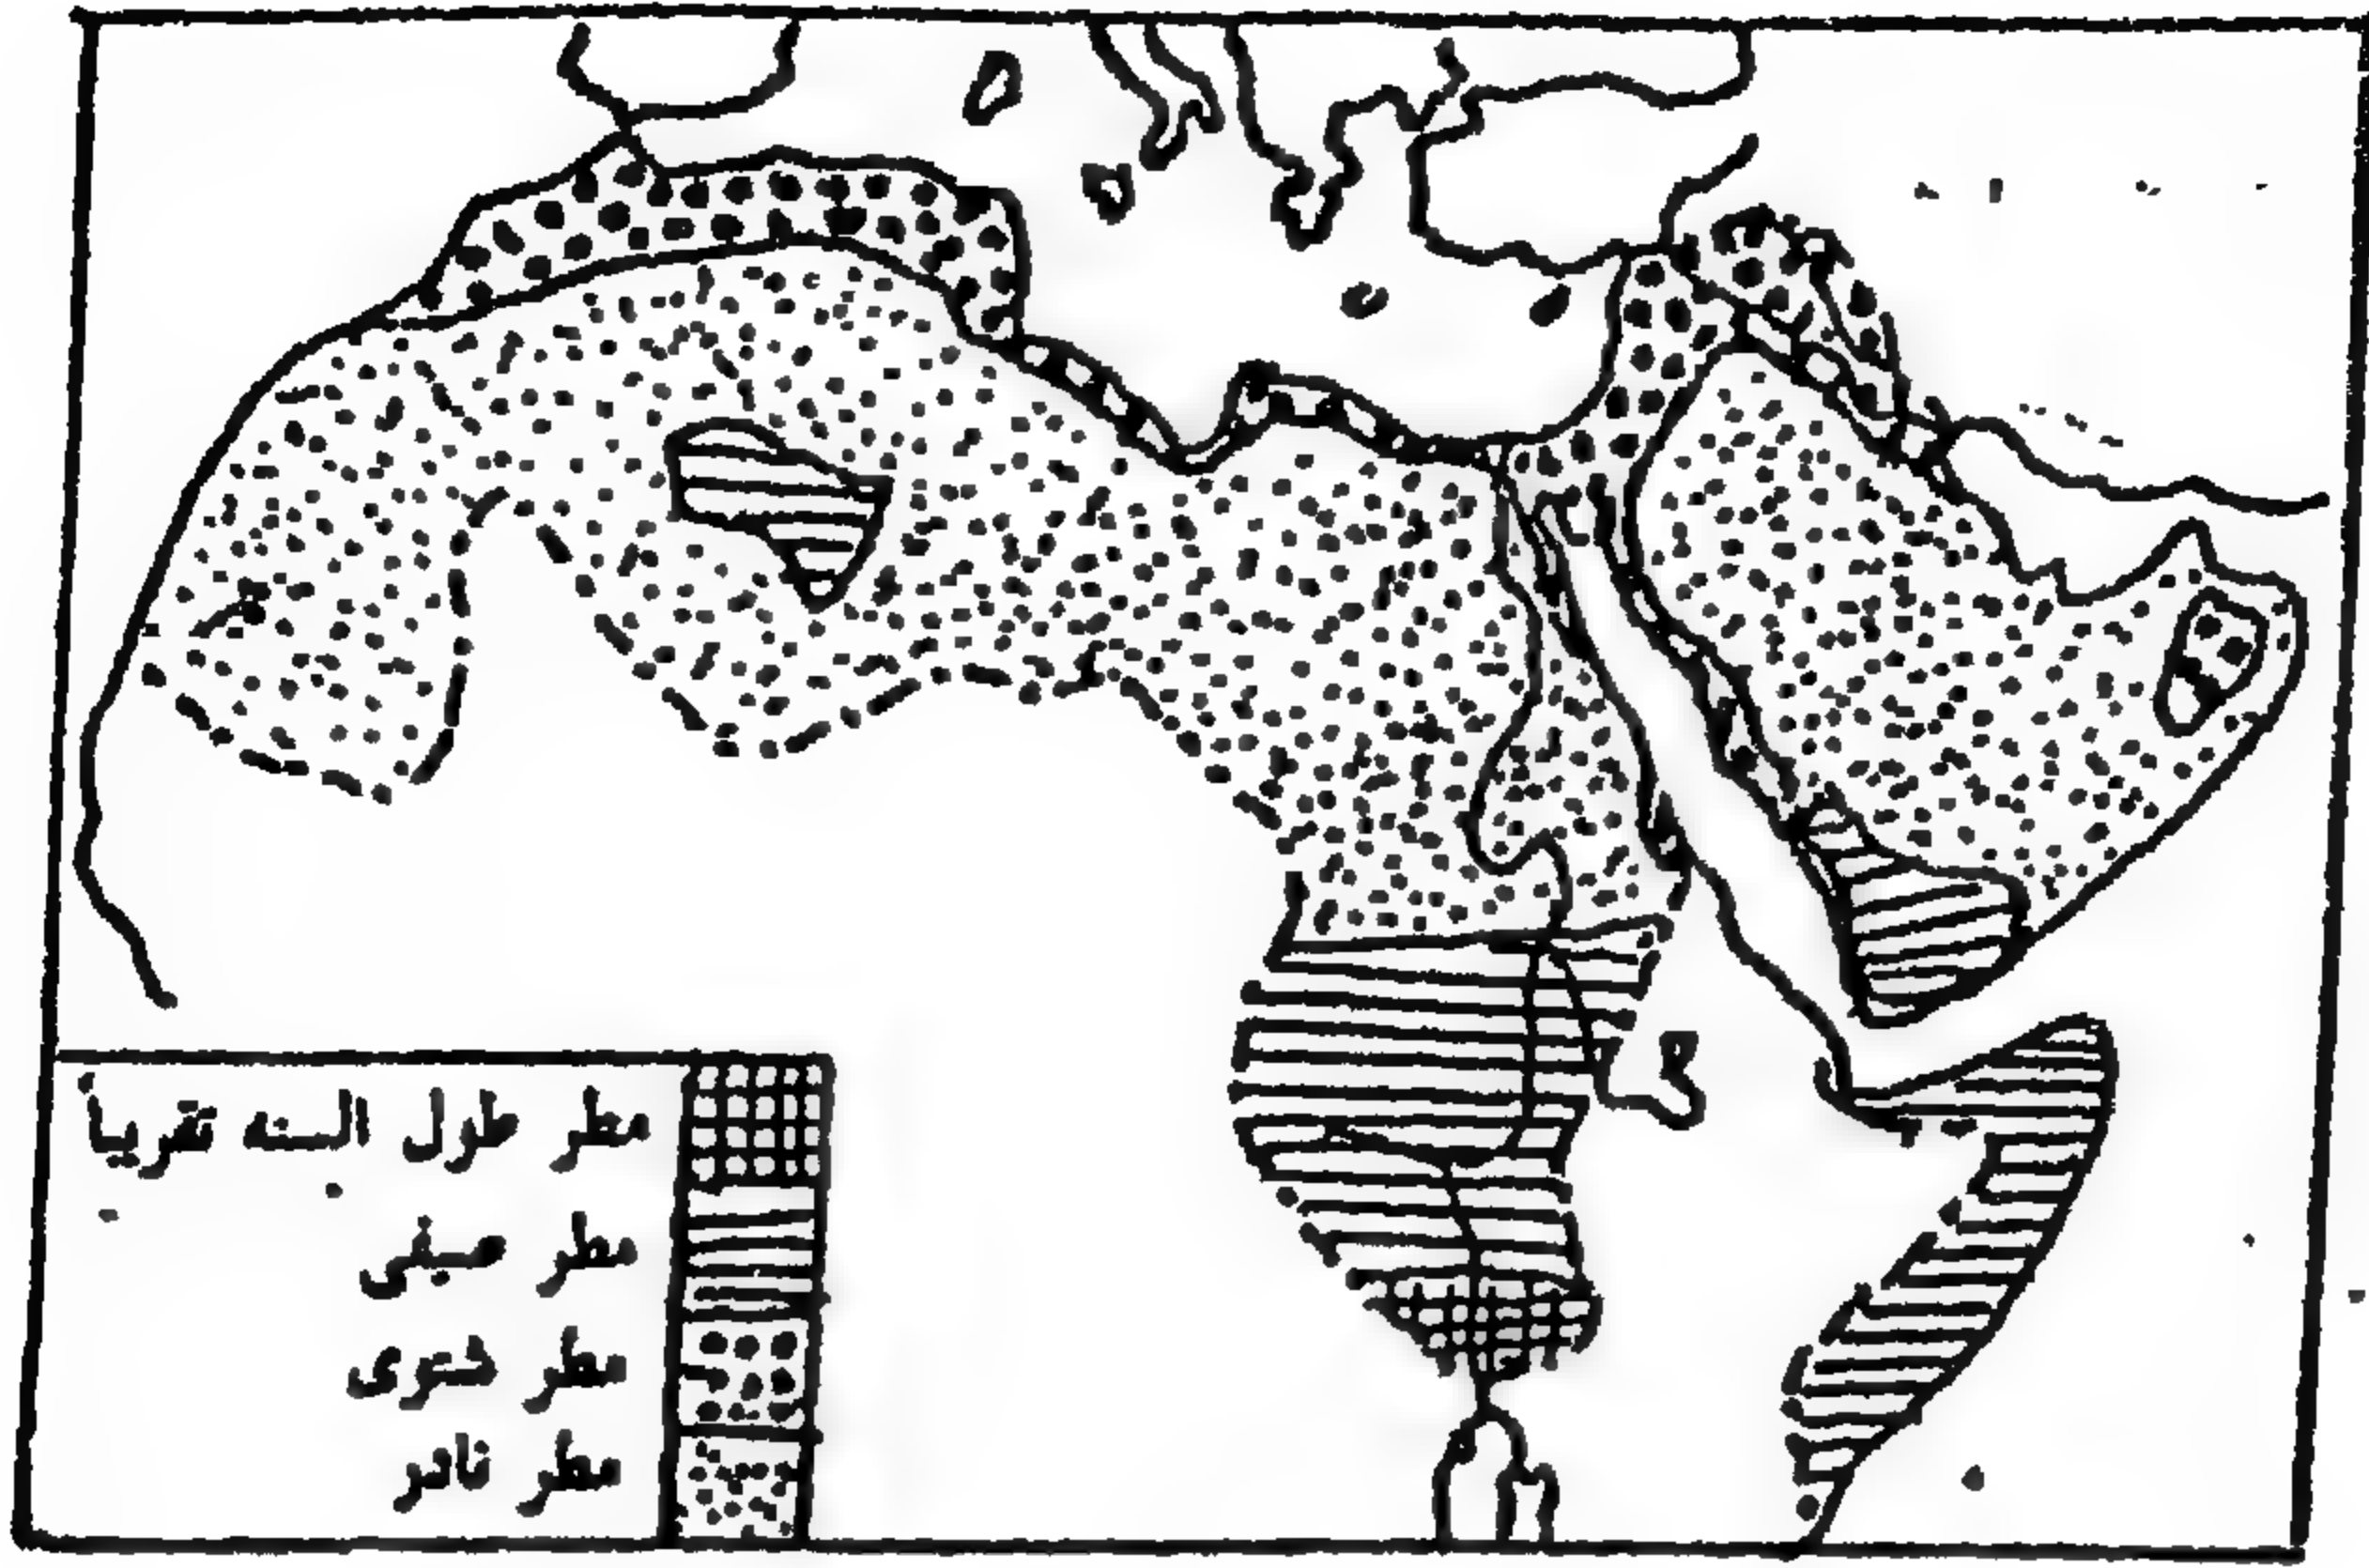 مطر طول السنه تقريباً
مطر صيفى
مطر شتوى
مطر نادر